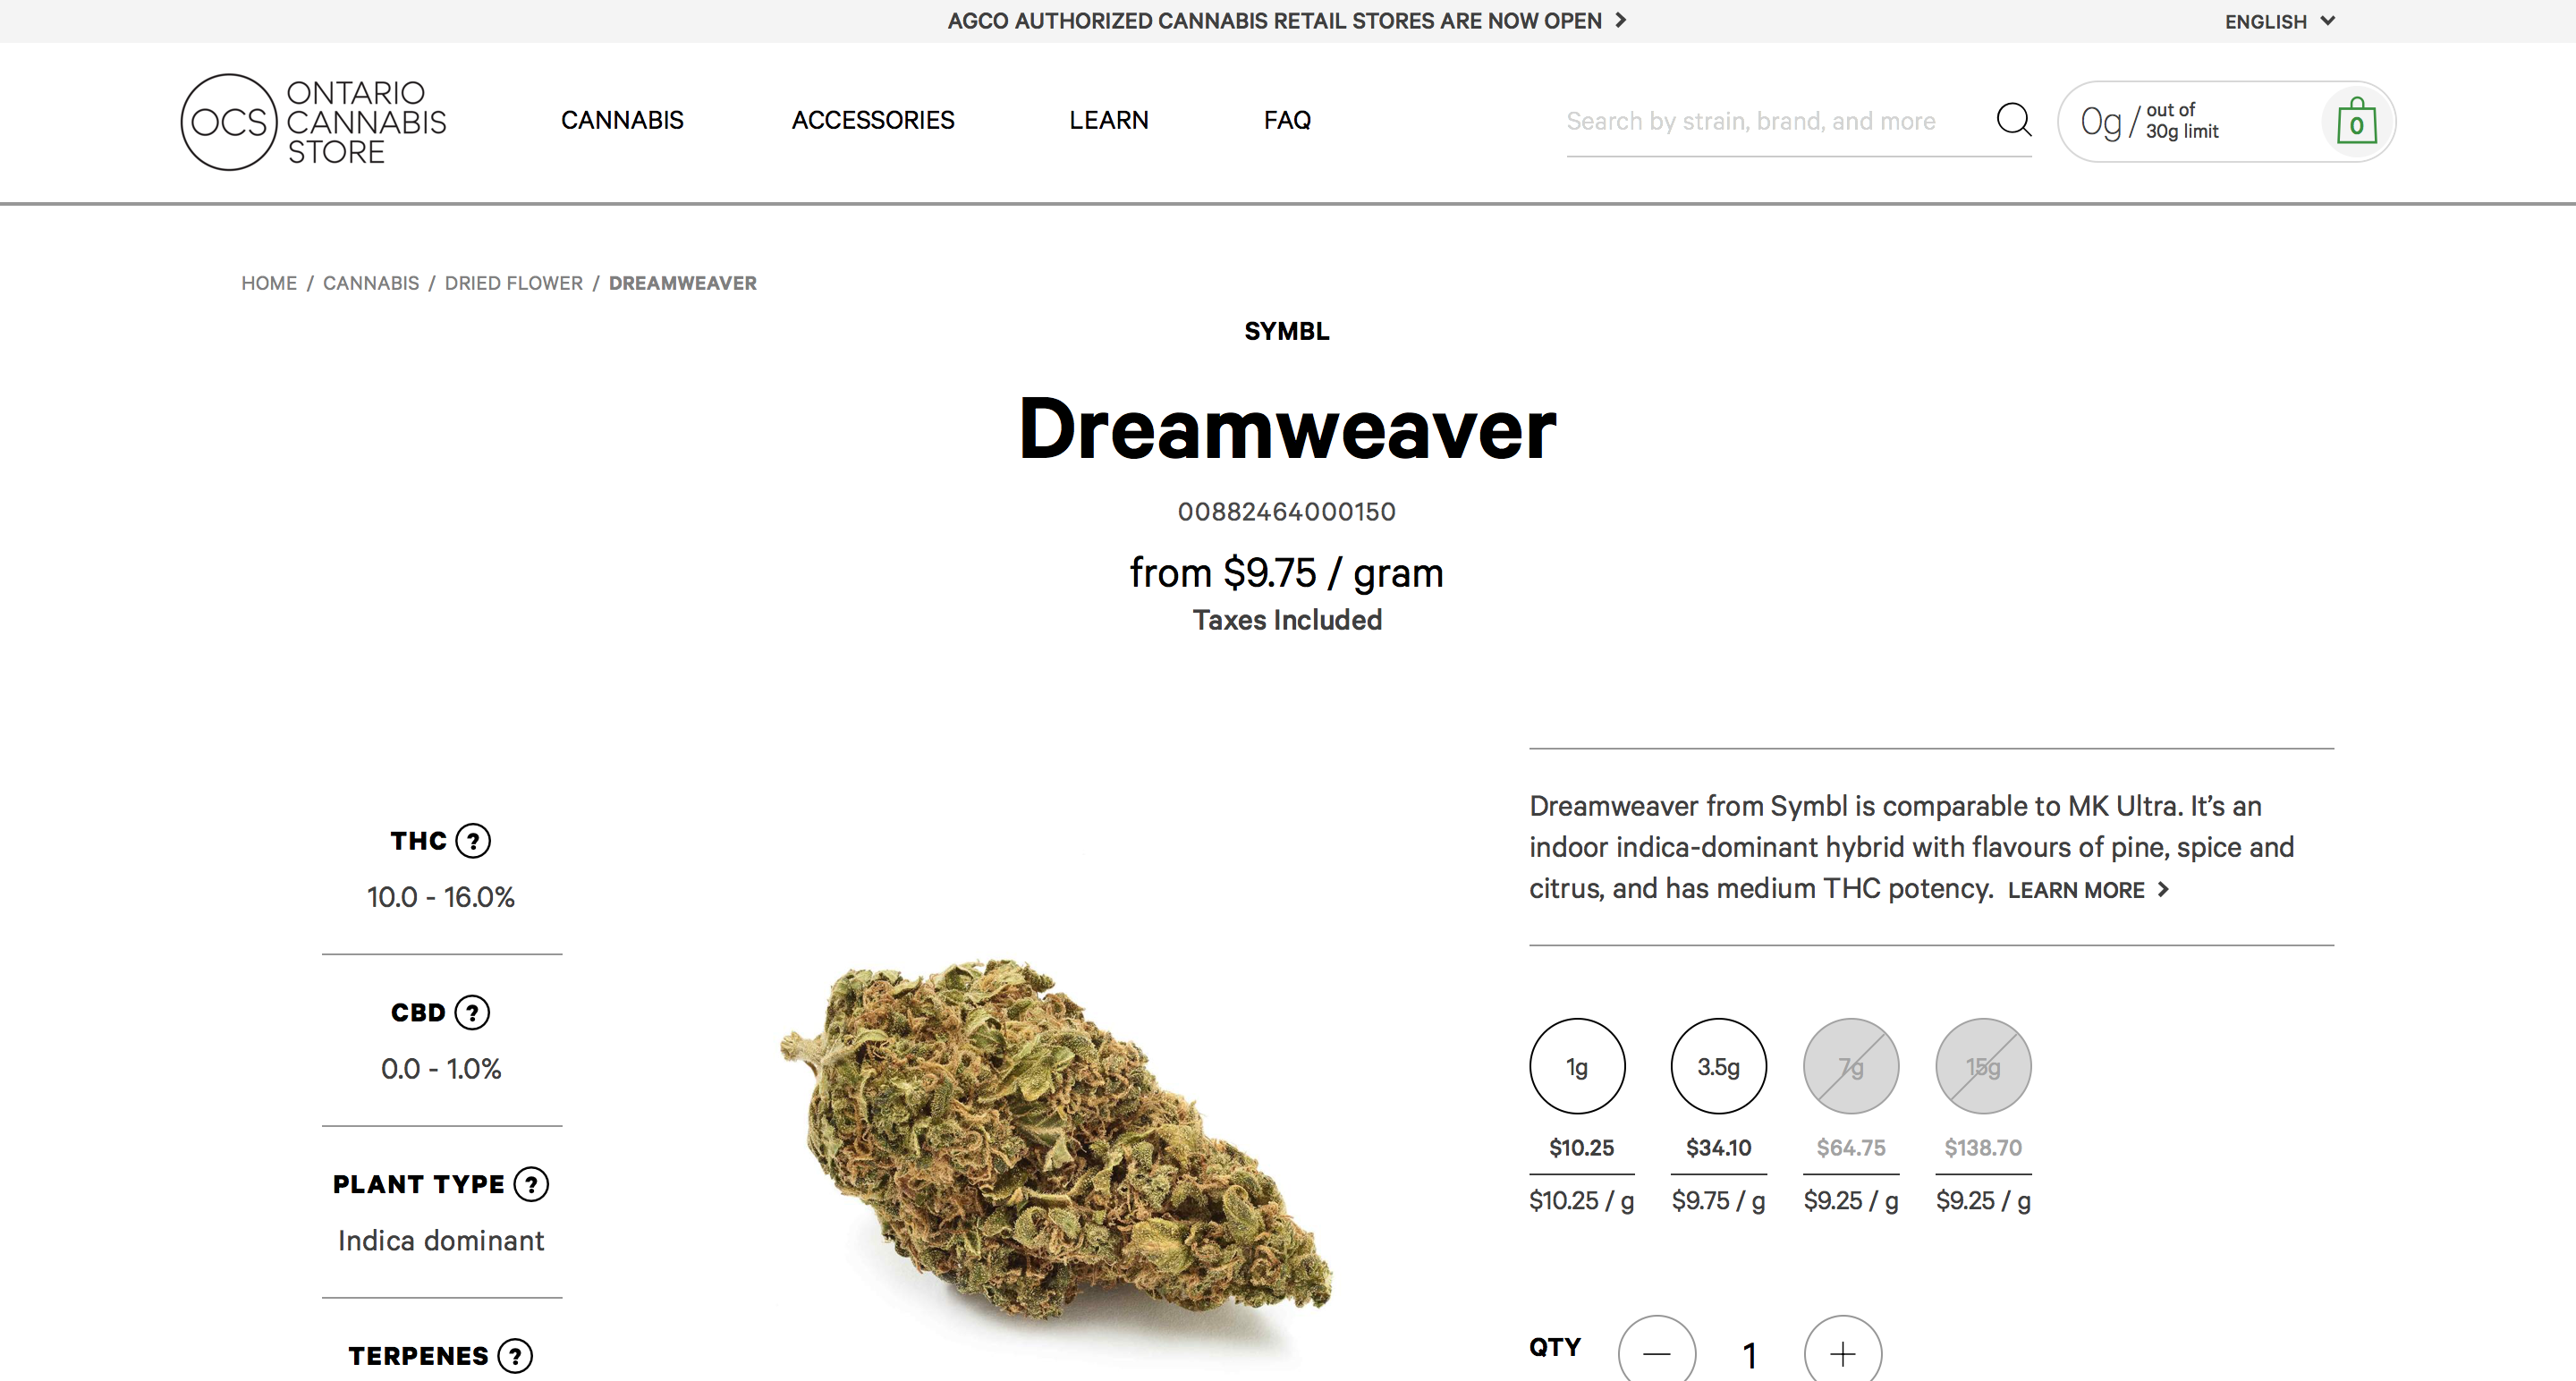 AGCO AUTHORIZED CANNABIS RETAIL STORES ARE NOW OPEN
ENGLISH
OCS
ONTARIO
CANNABIS
STORE
CANNABIS
ACCESSORIES
LEARN
FAQ
Search by strain, brand, and more
0g / out of
30g limit
0
HOME / CANNABIS / DRIED FLOWER / DREAMWEAVER
SYMBL
Dreamweaver
00882464000150
from $9.75 / gram
Taxes Included
THC ?
10.0 - 16.0%
CBD ?
0.0 - 1.0%
PLANT TYPE ?
Indica dominant
TERPENES ?
Dreamweaver from Symbl is comparable to MK Ultra. It’s an
indoor indica-dominant hybrid with flavours of pine, spice and
citrus, and has medium THC potency. LEARN MORE
1g 3.5g 7g 15g
$10.25 $34.10 $64.75 $138.70
$10.25 / g $9.75 / g $9.25 / g $9.25 / g
QTY — 1 +